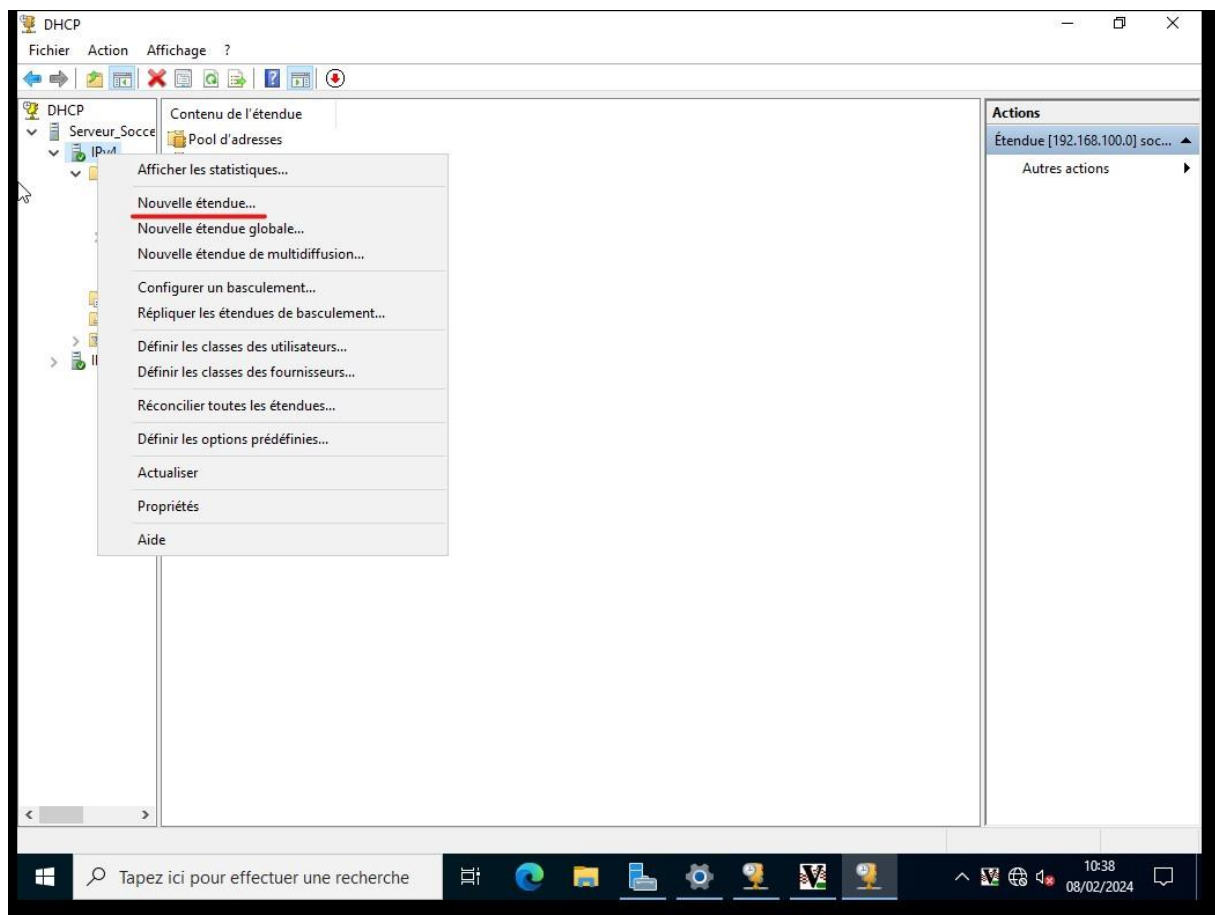 DHCP
Fichier Action Affichage ?
DHCP
Serveur_Socce
IPv4
Contenu de l'étendue
Pool d'adresses
Actions
Étendue [192.168.100.0] soc...
Autres actions
Afficher les statistiques...
Nouvelle étendue...
Nouvelle étendue globale...
Nouvelle étendue de multidiffusion...
Configurer un basculement...
Répliquer les étendues de basculement...
Définir les classes des utilisateurs...
Définir les classes des fournisseurs...
Réconcilier toutes les étendues...
Définir les options prédéfinies...
Actualiser
Propriétés
Aide
Tapez ici pour effectuer une recherche
10:38
08/02/2024